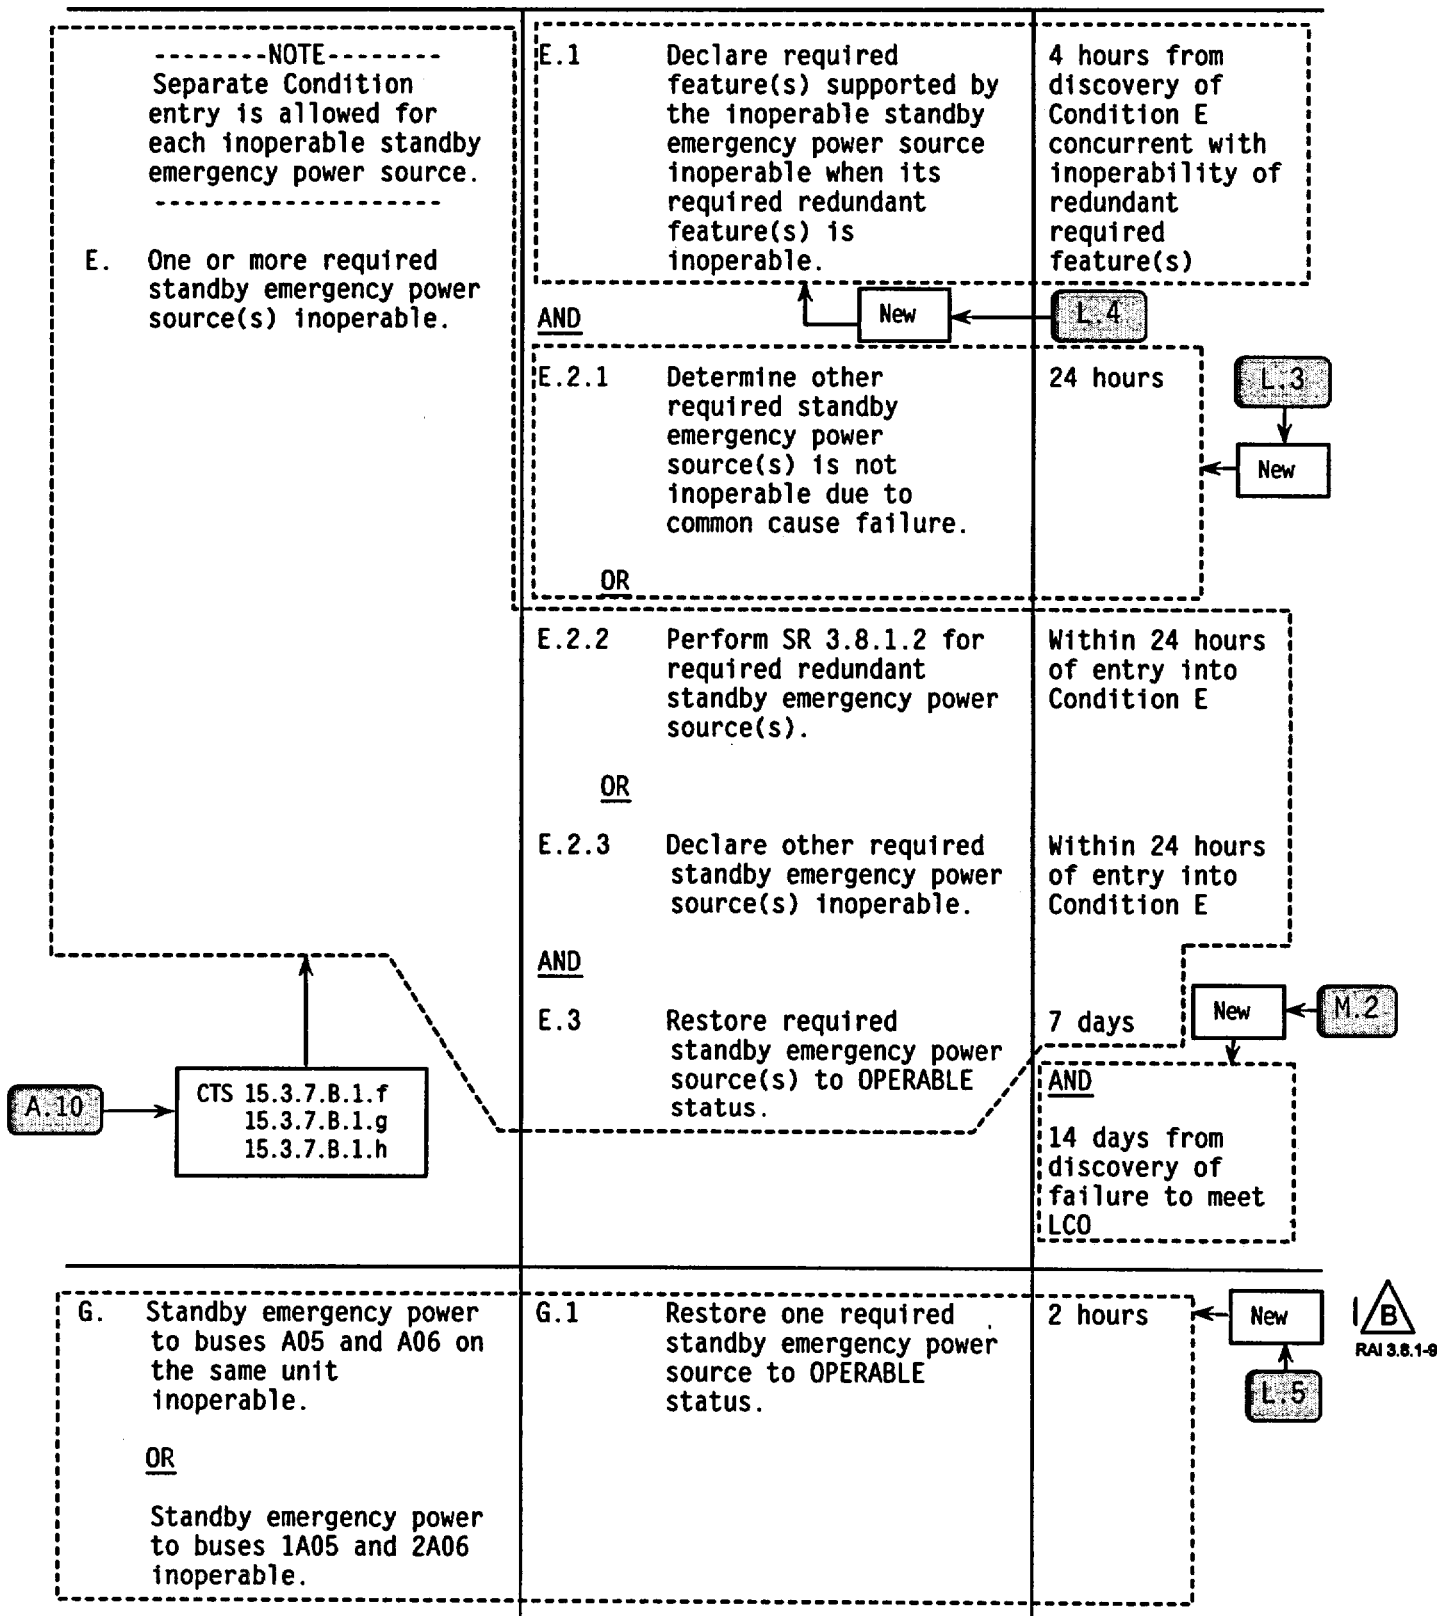 --------NOTE--------
Separate Condition
entry is allowed for
each inoperable standby
emergency power source.
--------------------
E. One or more required
standby emergency power
source(s) inoperable.
E.1 Declare required
feature(s) supported by
the inoperable standby
emergency power source
inoperable when its
required redundant
feature(s) is
inoperable.
4 hours from
discovery of
Condition E
concurrent with
inoperability of
redundant
required
feature(s)
AND
New
L.4
E.2.1 Determine other
required standby
emergency power
source(s) is not
inoperable due to
common cause failure.
24 hours
L.3
New
OR
E.2.2 Perform SR 3.8.1.2 for
required redundant
standby emergency power
source(s).
Within 24 hours
of entry into
Condition E
OR
E.2.3 Declare other required
standby emergency power
source(s) inoperable.
Within 24 hours
of entry into
Condition E
AND
E.3 Restore required
standby emergency power
source(s) to OPERABLE
status.
7 days
New
M.2
AND
14 days from
discovery of
failure to meet
LCO
A.10
CTS 15.3.7.B.1.f
15.3.7.B.1.g
15.3.7.B.1.h
G. Standby emergency power
to buses A05 and A06 on
the same unit
inoperable.
OR
Standby emergency power
to buses 1A05 and 2A06
inoperable.
G.1 Restore one required
standby emergency power
source to OPERABLE
status.
2 hours
New
L.5
B
RAI 3.8.1-9